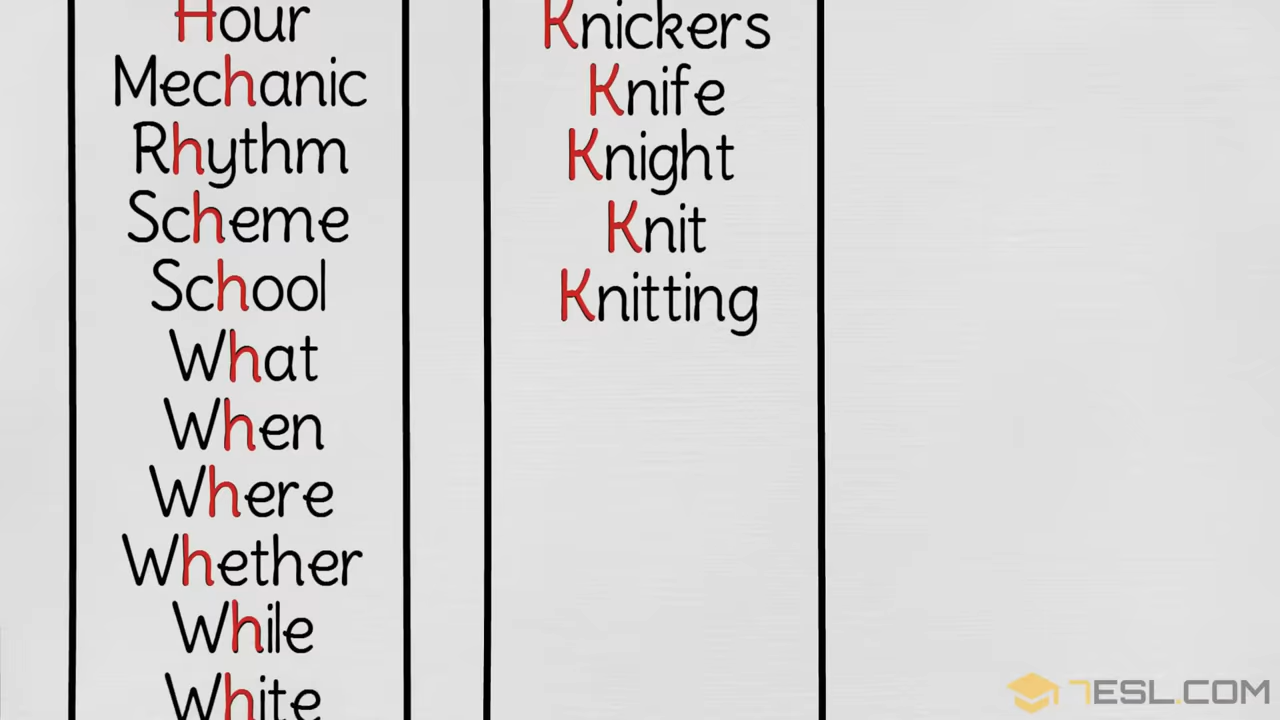 Hour
Mechanic
Rhythm
Scheme
School
What
When
Where
Whether
While
White
Knickers
Knife
Knight
Knit
Knitting
7ESL.COM